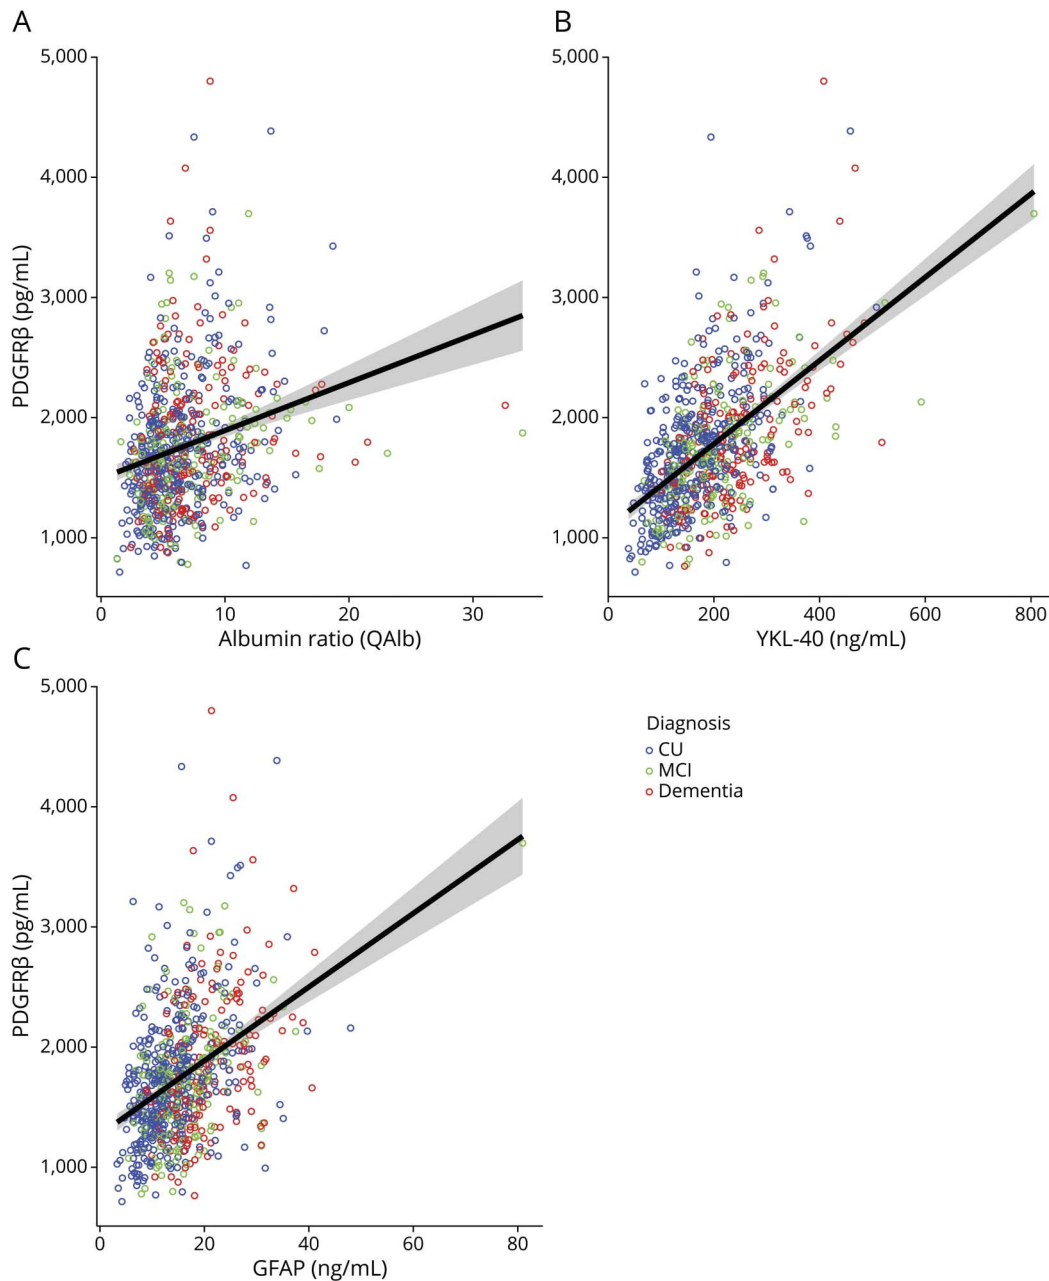 A
5,000
4,000
3,000
2,000
1,000
PDGFRβ (pg/mL)
0 10 20 30
Albumin ratio (QAlb)
B
5,000
4,000
3,000
2,000
1,000
0 200 400 600 800
YKL-40 (ng/mL)
C
5,000
4,000
3,000
2,000
1,000
PDGFRβ (pg/mL)
0 20 40 60 80
GFAP (ng/mL)
Diagnosis
CU
MCI
Dementia